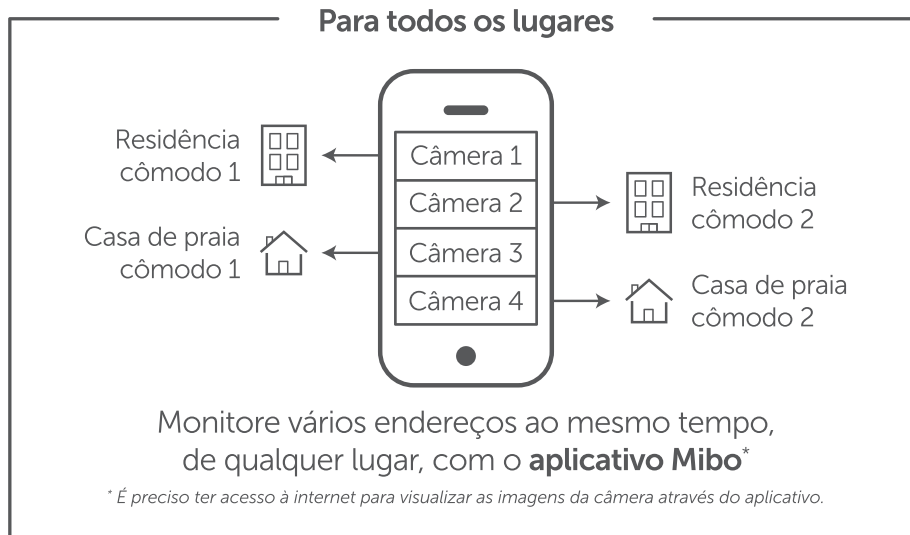 Para todos os lugares
Residência
cômodo 1
Câmera 1
Câmera 2
Residência
cômodo 2
Casa de praia
cômodo 1
Câmera 3
Câmera 4
Casa de praia
cômodo 2
Monitore vários endereços ao mesmo tempo,
de qualquer lugar, com o aplicativo Mibo*
* É preciso ter acesso à internet para visualizar as imagens da câmera através do aplicativo.